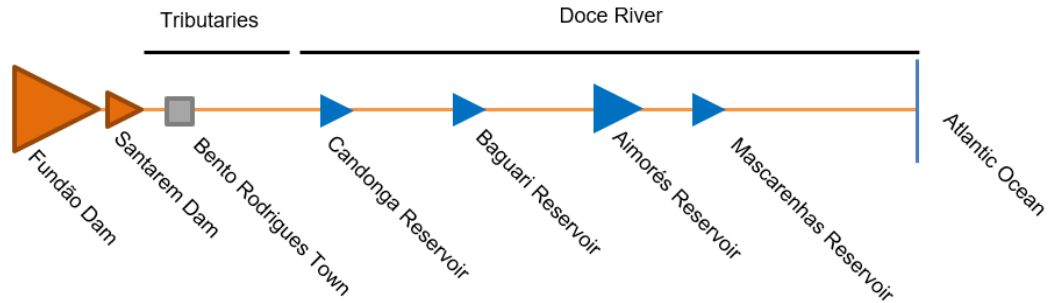 Tributaries
Doce River
Fundão Dam
Santarem Dam
Bento Rodrigues Town
Candonga Reservoir
Baguari Reservoir
Aimorés Reservoir
Mascarenhas Reservoir
Atlantic Ocean